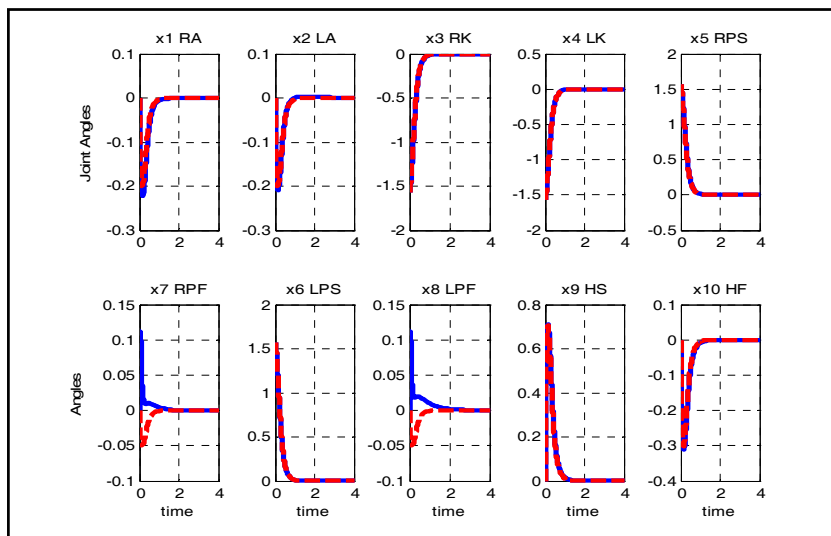 x1 RA
x2 LA
x3 RK
x4 LK
x5 RPS
Joint Angles
0.1
0
-0.1
-0.2
-0.3
0 2 4
0.1
0
-0.1
-0.2
-0.3
0 2 4
0
-0.5
-1
-1.5
-2
0 2 4
0.5
0
-0.5
-1
-1.5
-2
0 2 4
2
1.5
1
0.5
0
-0.5
0 2 4
x7 RPF
x6 LPS
x8 LPF
x9 HS
x10 HF
Angles
0.15
0.1
0.05
0
-0.05
-0.1
0 2 4
time
2
1.5
1
0.5
0
0 2 4
time
0.15
0.1
0.05
0
-0.05
-0.1
0 2 4
time
0.8
0.6
0.4
0.2
0
0 2 4
time
0.1
0
-0.1
-0.2
-0.3
-0.4
0 2 4
time